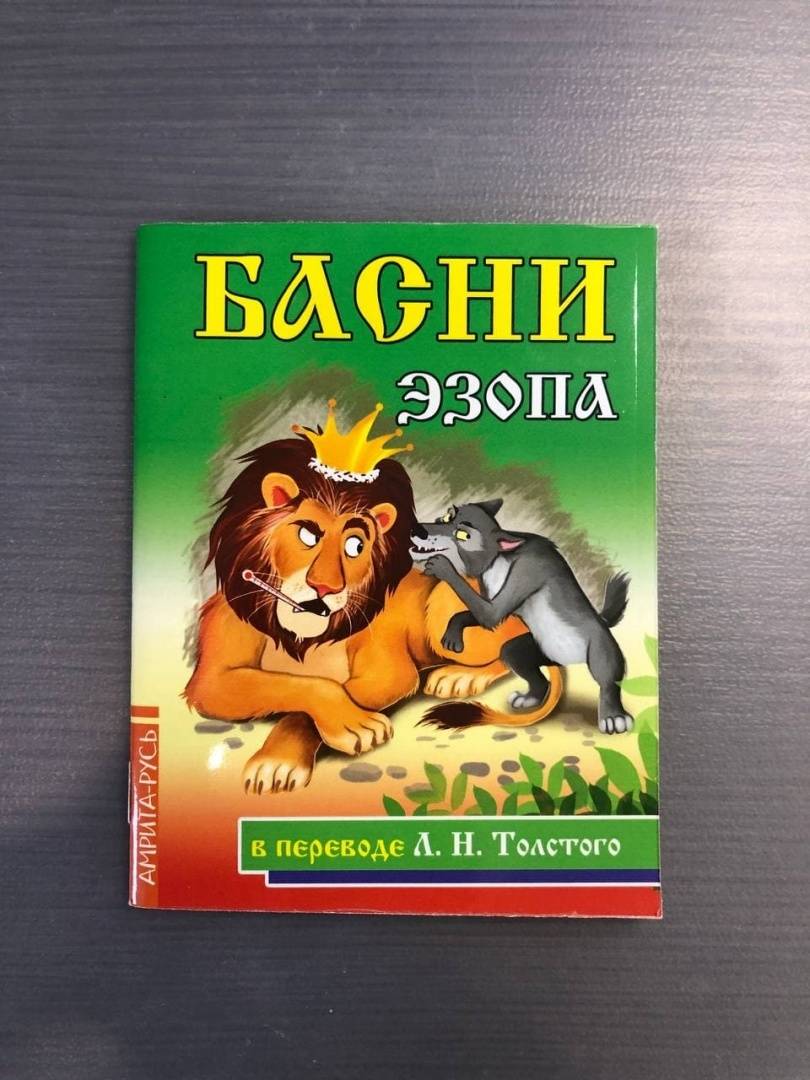 БАСНИ
ЭЗОПА
АМРИТА-РУСЬ
в переводе Л. Н. Толстого